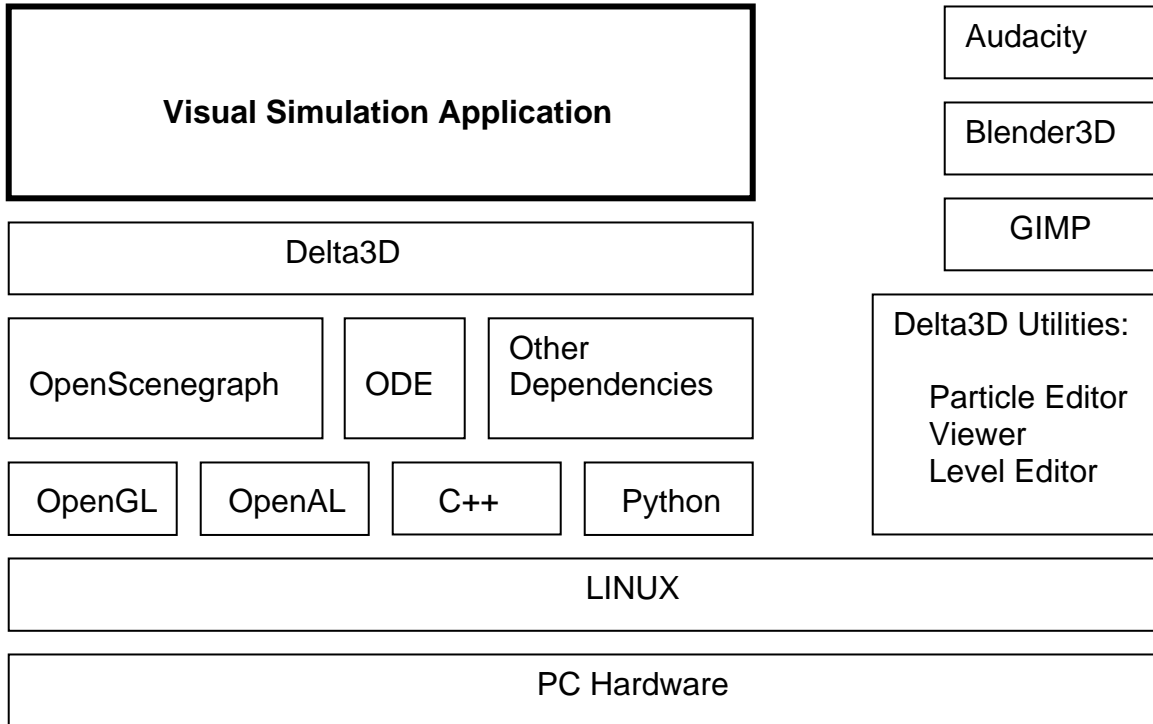 Visual Simulation Application
Delta3D
OpenScenegraph
ODE
Other
Dependencies
OpenGL
OpenAL
C++
Python
Audacity
Blender3D
GIMP
Delta3D Utilities:
Particle Editor
Viewer
Level Editor
LINUX
PC Hardware